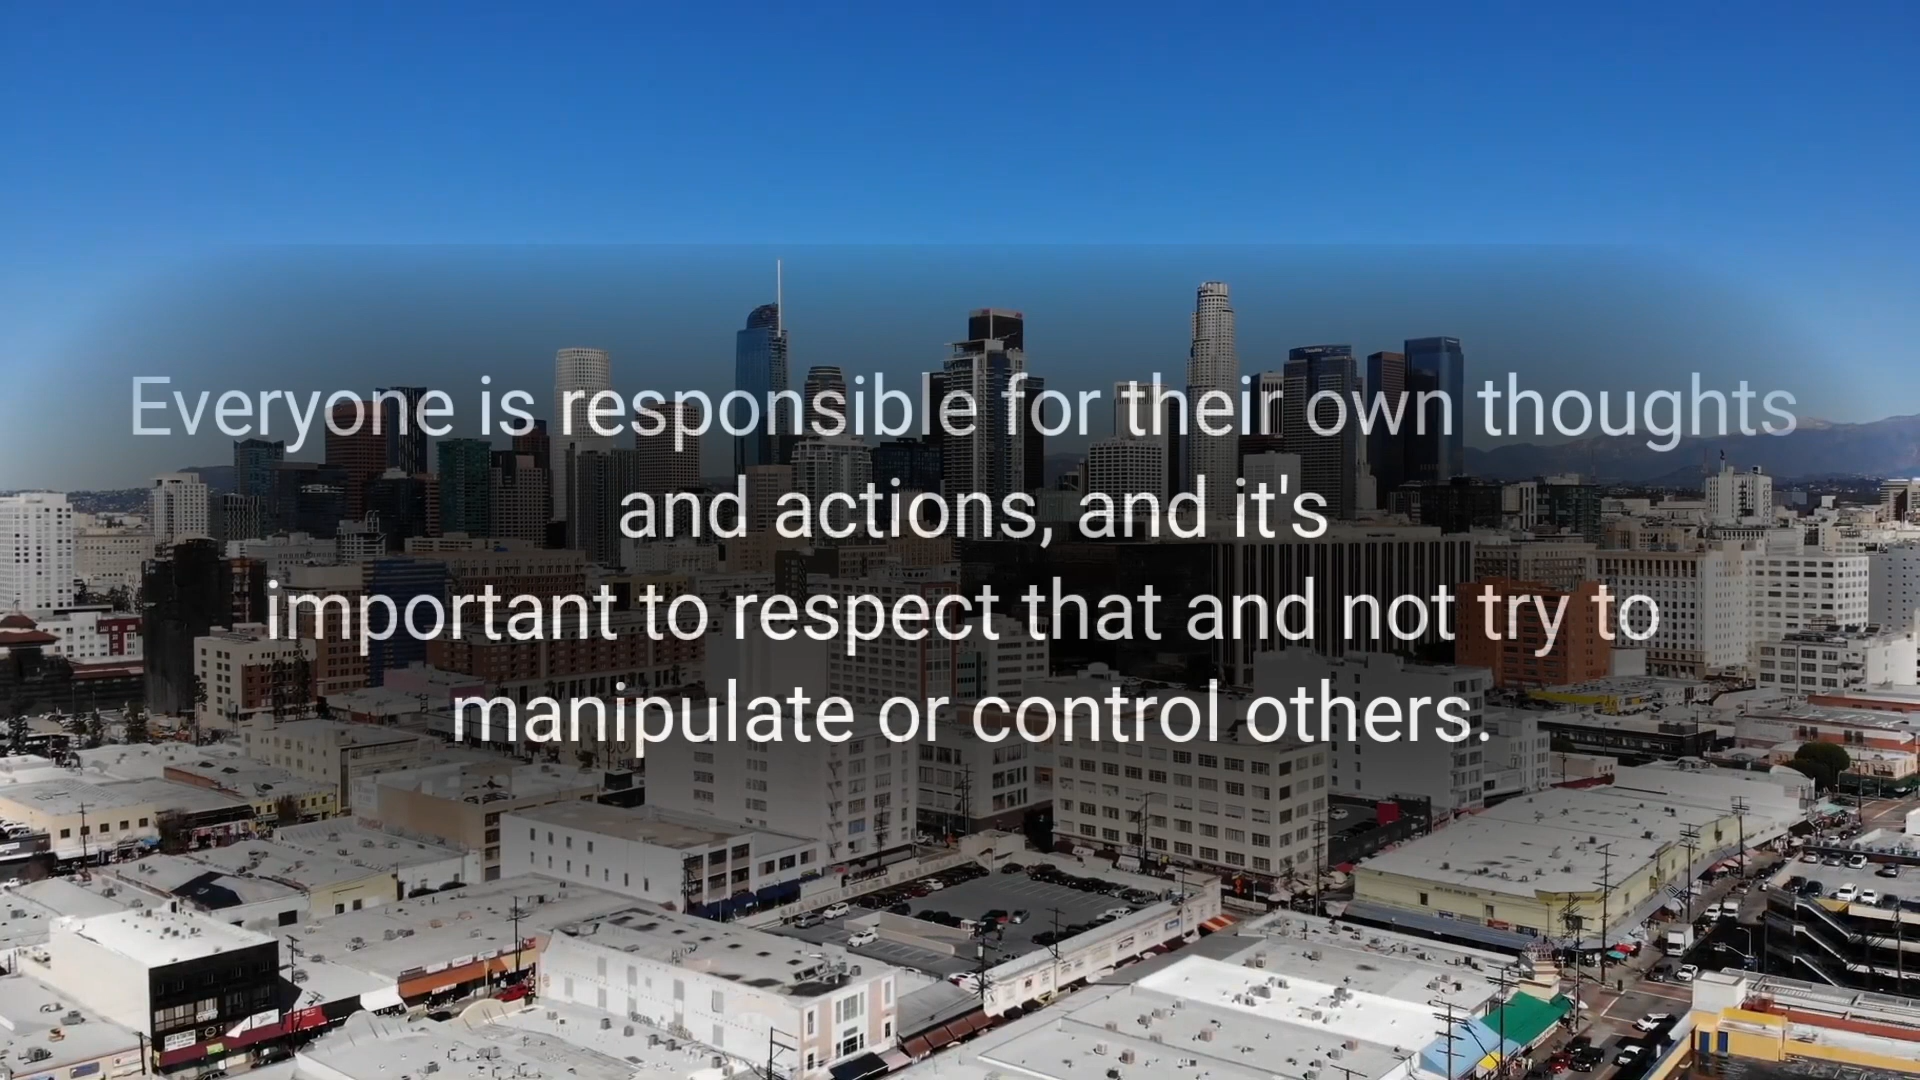 Everyone is responsible for their own thoughts
and actions, and it's
important to respect that and not try to
manipulate or control others.